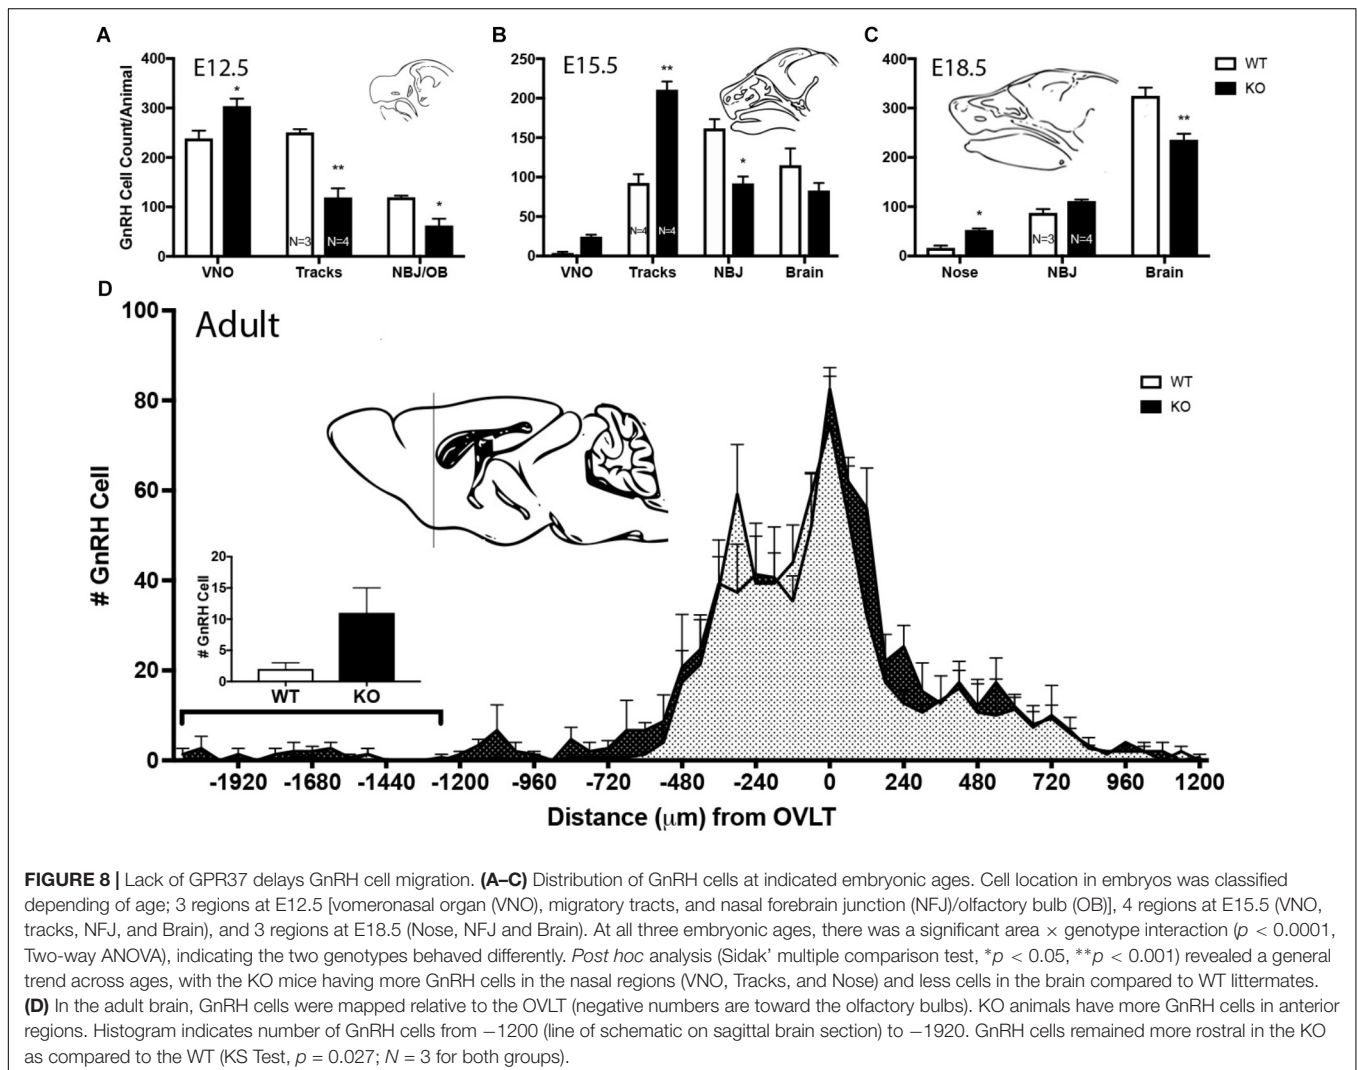 A
B
C
E12.5
E15.5
E18.5
GnRH Cell Count/Animal
400
300
200
100
0
*
**
*
N=3
N=4
VNO
Tracks
NBJ/OB
250
200
150
100
50
0
**
*
N=4
N=4
VNO
Tracks
NBJ
Brain
400
300
200
100
0
*
**
N=3
N=4
Nose
NBJ
Brain
WT
KO
D
Adult
# GnRH Cell
100
80
60
40
20
0
WT
KO
# GnRH Cell
20
15
10
5
0
WT
KO
-1920 -1680 -1440 -1200 -960 -720 -480 -240 0 240 480 720 960 1200
Distance (μm) from OVLT
FIGURE 8 | Lack of GPR37 delays GnRH cell migration. (A–C) Distribution of GnRH cells at indicated embryonic ages. Cell location in embryos was classified
depending of age; 3 regions at E12.5 [vomeronasal organ (VNO), migratory tracts, and nasal forebrain junction (NFJ)/olfactory bulb (OB)], 4 regions at E15.5 (VNO,
tracks, NFJ, and Brain), and 3 regions at E18.5 (Nose, NFJ and Brain). At all three embryonic ages, there was a significant area × genotype interaction (p < 0.0001,
Two-way ANOVA), indicating the two genotypes behaved differently. Post hoc analysis (Sidak' multiple comparison test, *p < 0.05, **p < 0.001) revealed a general
trend across ages, with the KO mice having more GnRH cells in the nasal regions (VNO, Tracks, and Nose) and less cells in the brain compared to WT littermates.
(D) In the adult brain, GnRH cells were mapped relative to the OVLT (negative numbers are toward the olfactory bulbs). KO animals have more GnRH cells in anterior
regions. Histogram indicates number of GnRH cells from −1200 (line of schematic on sagittal brain section) to −1920. GnRH cells remained more rostral in the KO
as compared to the WT (KS Test, p = 0.027; N = 3 for both groups).